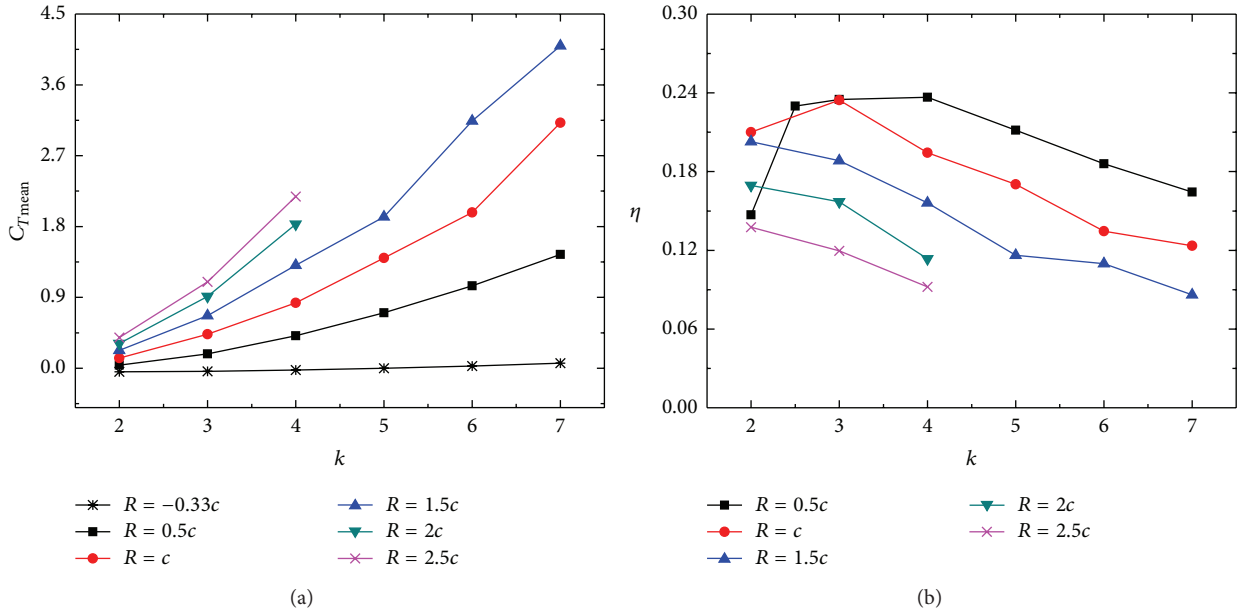 4.5
3.6
2.7
1.8
0.9
0.0
C_Tmean
2 3 4 5 6 7
k
R = −0.33c
R = 0.5c
R = c
R = 1.5c
R = 2c
R = 2.5c
(a)
0.30
0.24
0.18
0.12
0.06
0.00
η
2 3 4 5 6 7
k
R = 0.5c
R = c
R = 1.5c
R = 2c
R = 2.5c
(b)